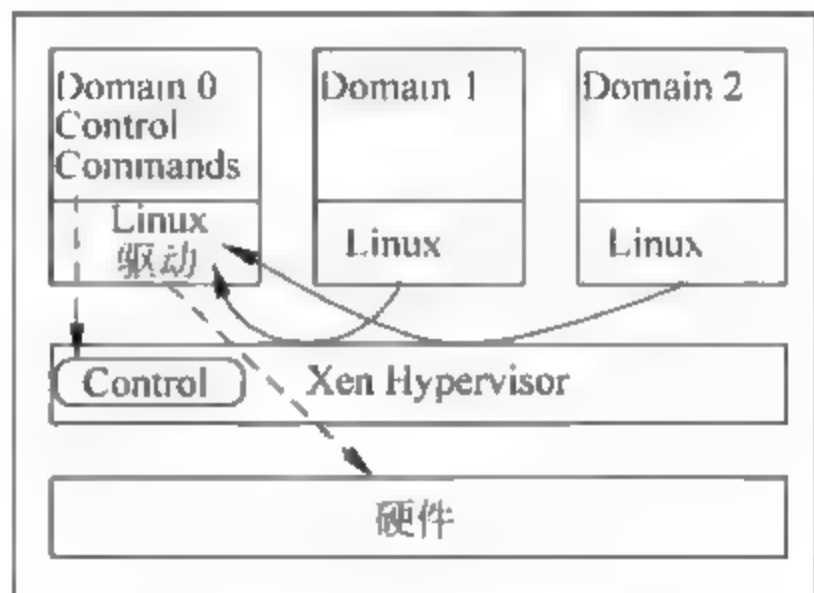 Domain 0
Control
Commands
Linux
驱动
Domain 1
Linux
Domain 2
Linux
Control
Xen Hypervisor
硬件